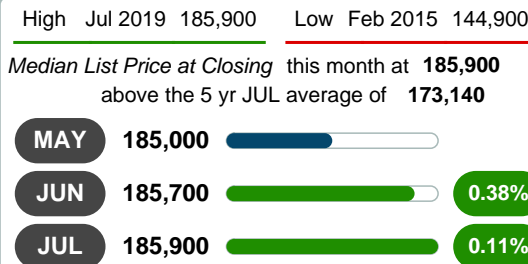 High Jul 2019 185,900 Low Feb 2015 144,900
Median List Price at Closing this month at 185,900
above the 5 yr JUL average of 173,140
MAY 185,000
JUN 185,700 0.38%
JUL 185,900 0.11%